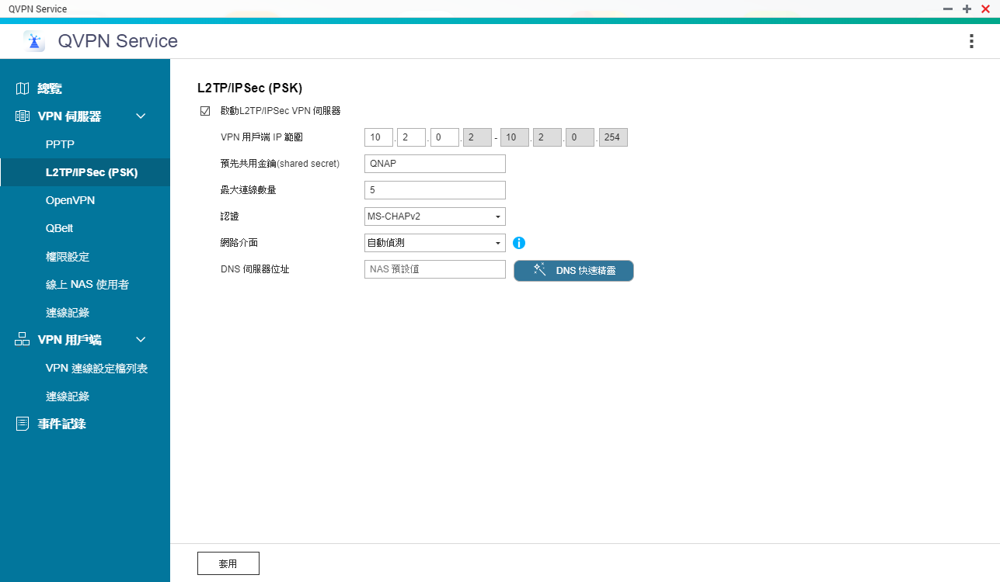 QVPN Service
QVPN Service
總覽
VPN 伺服器
PPTP
L2TP/IPSec (PSK)
OpenVPN
QBelt
權限設定
線上 NAS 使用者
連線記錄
VPN 用戶端
VPN 連線設定檔列表
連線記錄
事件記錄
L2TP/IPSec (PSK)
啟動L2TP/IPSec VPN 伺服器
VPN 用戶端 IP 範圍 10 . 2 . 0 . 2 - 10 . 2 . 0 . 254
預先共用金鑰(shared secret) QNAP
最大連線數量 5
認證 MS-CHAPv2
網路介面 自動偵測
DNS 伺服器位址 NAS 預設值 DNS 快速精靈
套用